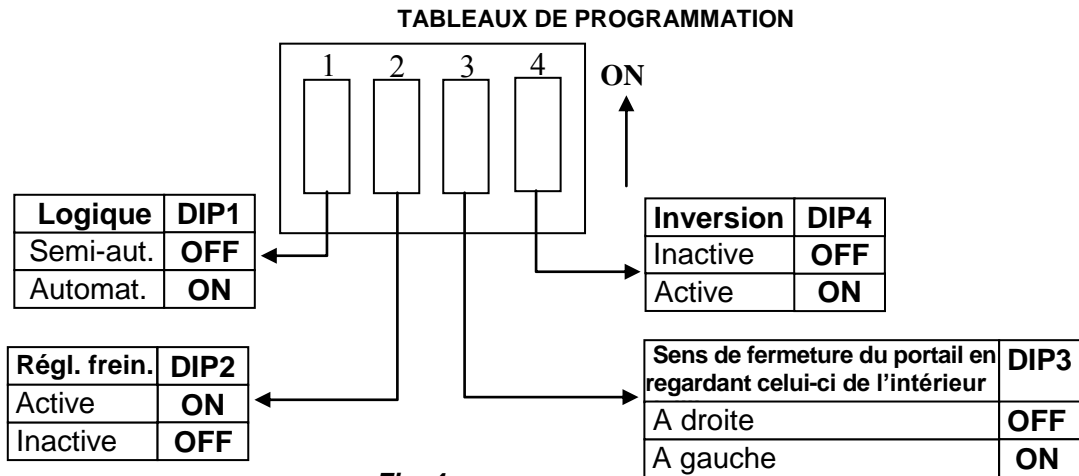 TABLEAUX DE PROGRAMMATION
1 2 3 4
ON
Logique DIP1
Semi-aut. OFF
Automat. ON
Inversion DIP4
Inactive OFF
Active ON
Régl. frein. DIP2
Active ON
Inactive OFF
Sens de fermeture du portail en DIP3
regardant celui-ci de l'intérieur
A droite OFF
A gauche ON